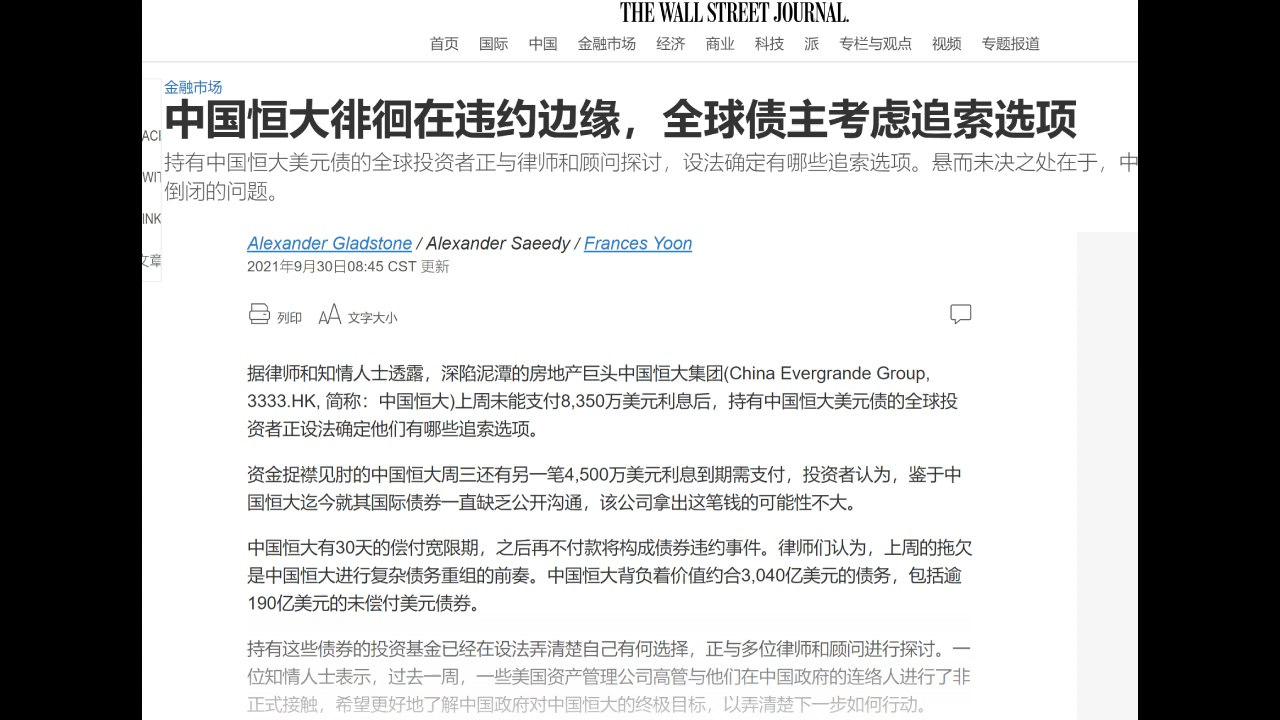 THE WALL STREET JOURNAL.
首页 国际 中国 金融市场 经济 商业 科技 派 专栏与观点 视频 专题报道
金融市场
中国恒大徘徊在违约边缘，全球债主考虑追索选项
持有中国恒大美元债的全球投资者正与律师和顾问探讨，设法确定有哪些追索选项。悬而未决之处在于，中
倒闭的问题。
ACI
WIT
INK
文章
Alexander Gladstone / Alexander Saeedy / Frances Yoon
2021年9月30日08:45 CST 更新
列印 AA 文字大小
据律师和知情人士透露，深陷泥潭的房地产巨头中国恒大集团(China Evergrande Group,
3333.HK, 简称：中国恒大)上周未能支付8,350万美元利息后，持有中国恒大美元债的全球投
资者正设法确定他们有哪些追索选项。
资金捉襟见肘的中国恒大周三还有另一笔4,500万美元利息到期需支付，投资者认为，鉴于中
国恒大迄今就其国际债券一直缺乏公开沟通，该公司拿出这笔钱的可能性不大。
中国恒大有30天的偿付宽限期，之后再不付款将构成债券违约事件。律师们认为，上周的拖欠
是中国恒大进行复杂债务重组的前奏。中国恒大背负着价值约合3,040亿美元的债务，包括逾
190亿美元的未偿付美元债券。
持有这些债券的投资基金已经在设法弄清楚自己有何选择，正与多位律师和顾问进行探讨。一
位知情人士表示，过去一周，一些美国资产管理公司高管与他们在中国政府的连络人进行了非
正式接触，希望更好地了解中国政府对中国恒大的终极目标，以弄清楚下一步如何行动。